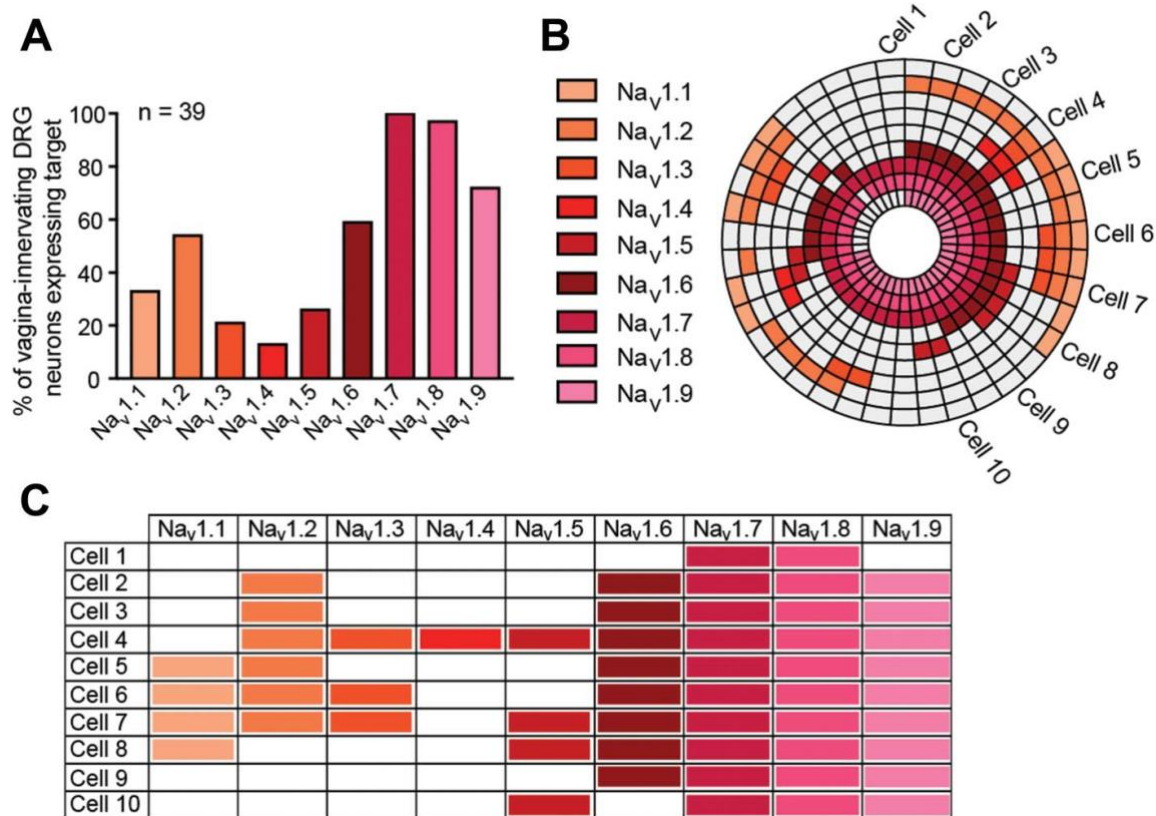 A
% of vagina-innervating DRG
neurons expressing target
100
80
60
40
20
0
n = 39
NaV1.1
NaV1.2
NaV1.3
NaV1.4
NaV1.5
NaV1.6
NaV1.7
NaV1.8
NaV1.9
B
NaV1.1
NaV1.2
NaV1.3
NaV1.4
NaV1.5
NaV1.6
NaV1.7
NaV1.8
NaV1.9
Cell 1
Cell 2
Cell 3
Cell 4
Cell 5
Cell 6
Cell 7
Cell 8
Cell 9
Cell 10
C
NaV1.1 NaV1.2 NaV1.3 NaV1.4 NaV1.5 NaV1.6 NaV1.7 NaV1.8 NaV1.9
Cell 1
Cell 2
Cell 3
Cell 4
Cell 5
Cell 6
Cell 7
Cell 8
Cell 9
Cell 10